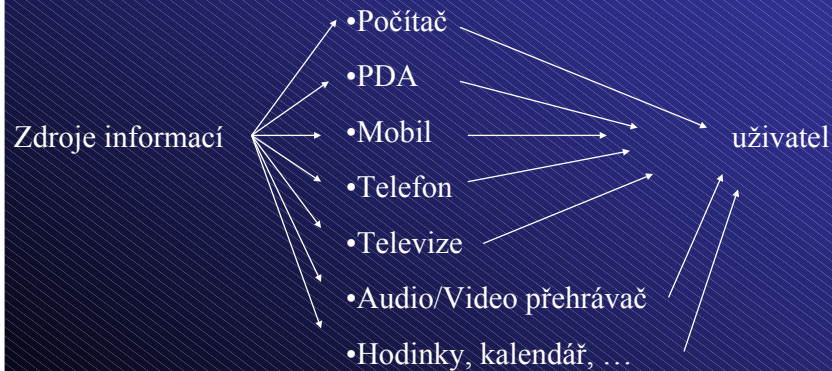 •Počítač
•PDA
Zdroje informací
•Mobil
uživatel
•Telefon
•Televize
•Audio/Video přehrávač
•Hodinky, kalendář, …